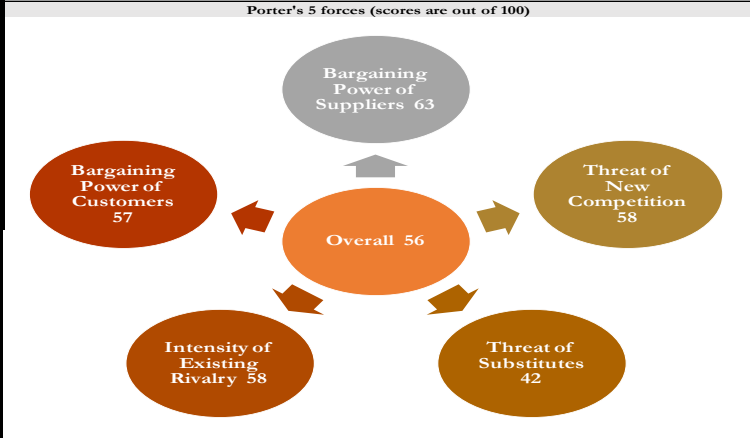 Porter's 5 forces (scores are out of 100)
Bargaining
Power of
Suppliers 63
Bargaining
Power of
Customers
57
Threat of
New
Competition
58
Overall 56
Intensity of
Existing
Rivalry 58
Threat of
Substitutes
42